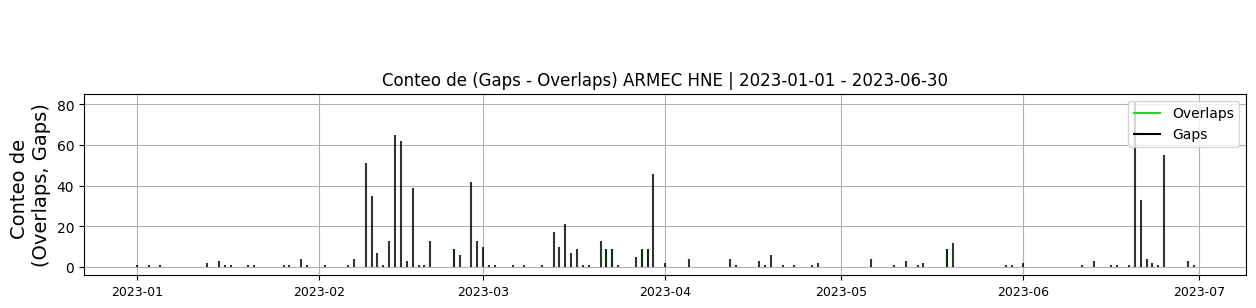 Conteo de (Gaps - Overlaps) ARMEC HNE | 2023-01-01 - 2023-06-30
Conteo de
(Overlaps, Gaps)
80
60
40
20
0
Overlaps
Gaps
2023-01
2023-02
2023-03
2023-04
2023-05
2023-06
2023-07